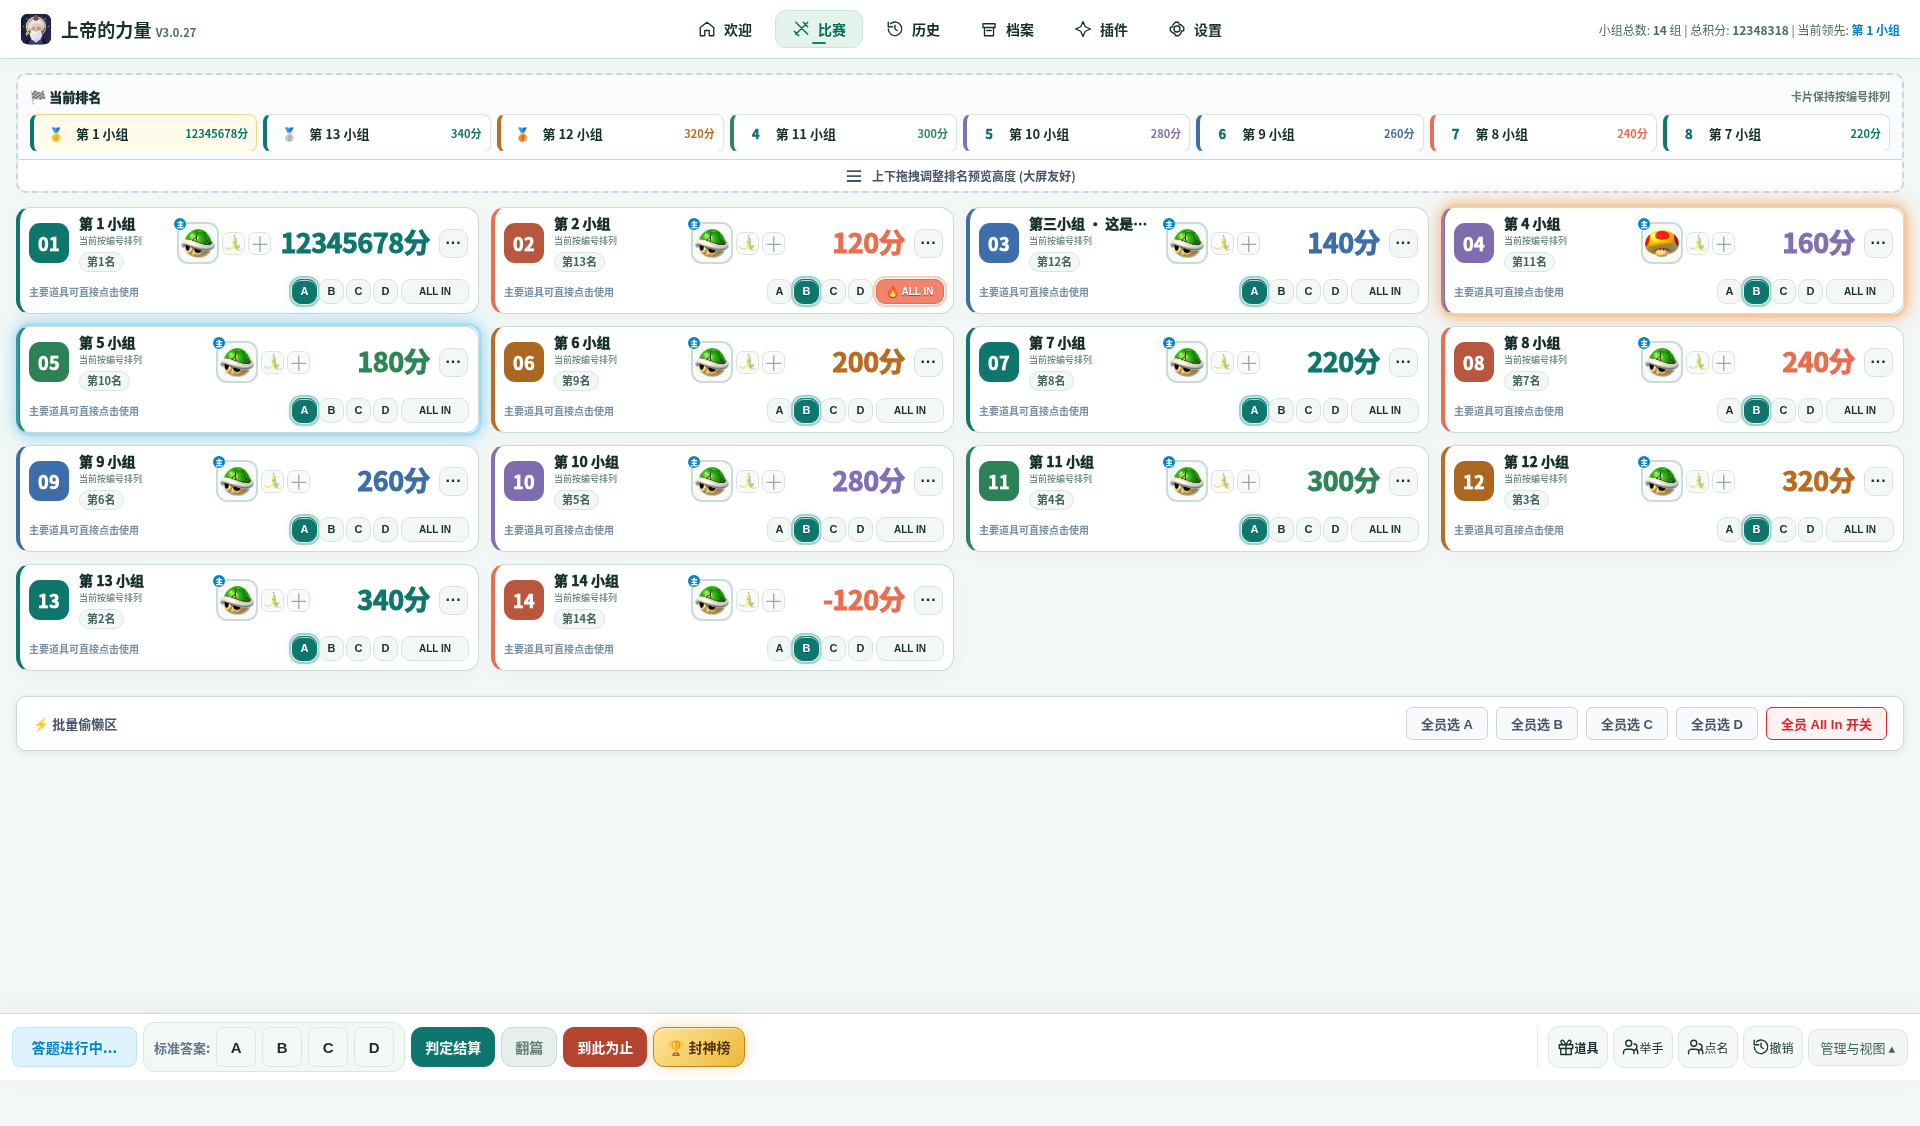 上帝的力量 V3.0.27
欢迎 比赛 历史 档案 插件 设置
小组总数: 14 组 | 总积分: 12348318 | 当前领先: 第 1 小组
🏁 当前排名
卡片保持按编号排列
🥇 第 1 小组 12345678分
🥈 第 13 小组 340分
🥉 第 12 小组 320分
4 第 11 小组 300分
5 第 10 小组 280分
6 第 9 小组 260分
7 第 8 小组 240分
8 第 7 小组 220分
上下拖拽调整排名预览高度 (大屏友好)
01 第 1 小组 当前按编号排列 第1名 主 12345678分 ···
主要道具可直接点击使用 A B C D ALL IN
02 第 2 小组 当前按编号排列 第13名 主 120分 ···
主要道具可直接点击使用 A B C D 🔥 ALL IN
03 第三小组 · 这是… 当前按编号排列 第12名 主 140分 ···
主要道具可直接点击使用 A B C D ALL IN
04 第 4 小组 当前按编号排列 第11名 主 160分 ···
主要道具可直接点击使用 A B C D ALL IN
05 第 5 小组 当前按编号排列 第10名 主 180分 ···
主要道具可直接点击使用 A B C D ALL IN
06 第 6 小组 当前按编号排列 第9名 主 200分 ···
主要道具可直接点击使用 A B C D ALL IN
07 第 7 小组 当前按编号排列 第8名 主 220分 ···
主要道具可直接点击使用 A B C D ALL IN
08 第 8 小组 当前按编号排列 第7名 主 240分 ···
主要道具可直接点击使用 A B C D ALL IN
09 第 9 小组 当前按编号排列 第6名 主 260分 ···
主要道具可直接点击使用 A B C D ALL IN
10 第 10 小组 当前按编号排列 第5名 主 280分 ···
主要道具可直接点击使用 A B C D ALL IN
11 第 11 小组 当前按编号排列 第4名 主 300分 ···
主要道具可直接点击使用 A B C D ALL IN
12 第 12 小组 当前按编号排列 第3名 主 320分 ···
主要道具可直接点击使用 A B C D ALL IN
13 第 13 小组 当前按编号排列 第2名 主 340分 ···
主要道具可直接点击使用 A B C D ALL IN
14 第 14 小组 当前按编号排列 第14名 主 -120分 ···
主要道具可直接点击使用 A B C D ALL IN
⚡ 批量偷懒区
全员选 A 全员选 B 全员选 C 全员选 D 全员 All In 开关
答题进行中... 标准答案: A B C D 判定结算 翻篇 到此为止 🏆 封神榜
道具 举手 点名 撤销 管理与视图 ▴